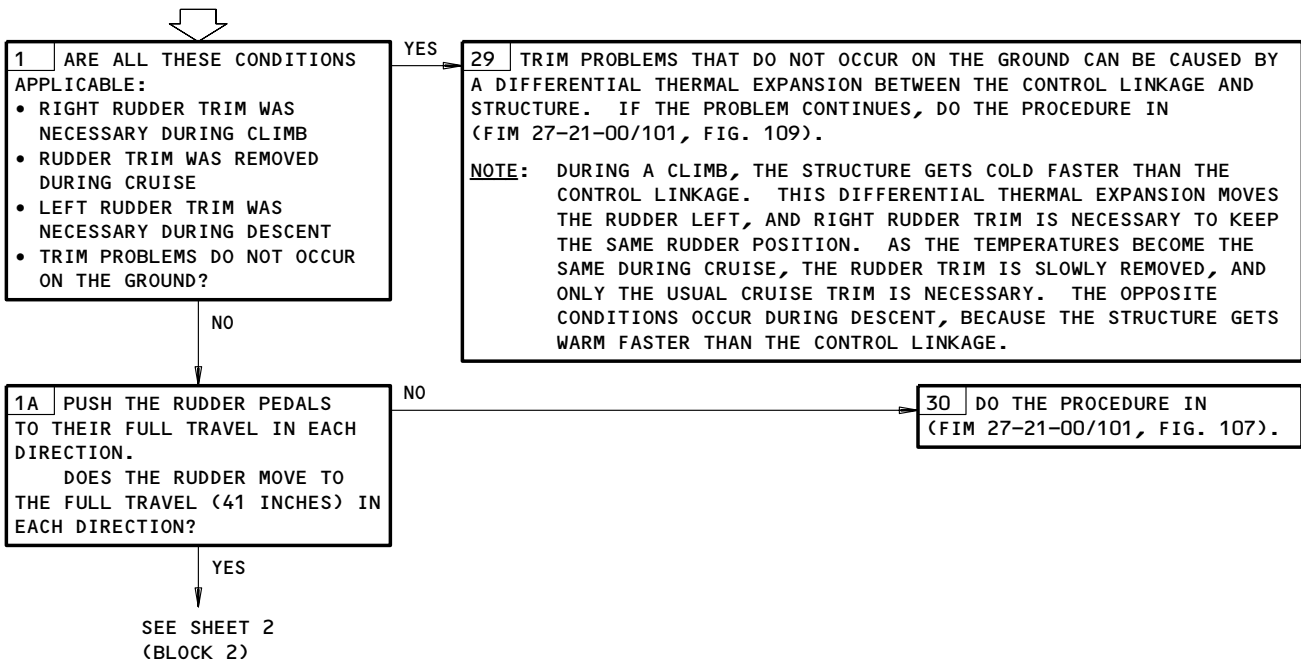 1 ARE ALL THESE CONDITIONS
APPLICABLE:
• RIGHT RUDDER TRIM WAS
NECESSARY DURING CLIMB
• RUDDER TRIM WAS REMOVED
DURING CRUISE
• LEFT RUDDER TRIM WAS
NECESSARY DURING DESCENT
• TRIM PROBLEMS DO NOT OCCUR
ON THE GROUND?
YES
29 TRIM PROBLEMS THAT DO NOT OCCUR ON THE GROUND CAN BE CAUSED BY
A DIFFERENTIAL THERMAL EXPANSION BETWEEN THE CONTROL LINKAGE AND
STRUCTURE. IF THE PROBLEM CONTINUES, DO THE PROCEDURE IN
(FIM 27-21-00/101, FIG. 109).
NOTE: DURING A CLIMB, THE STRUCTURE GETS COLD FASTER THAN THE
CONTROL LINKAGE. THIS DIFFERENTIAL THERMAL EXPANSION MOVES
THE RUDDER LEFT, AND RIGHT RUDDER TRIM IS NECESSARY TO KEEP
THE SAME RUDDER POSITION. AS THE TEMPERATURES BECOME THE
SAME DURING CRUISE, THE RUDDER TRIM IS SLOWLY REMOVED, AND
ONLY THE USUAL CRUISE TRIM IS NECESSARY. THE OPPOSITE
CONDITIONS OCCUR DURING DESCENT, BECAUSE THE STRUCTURE GETS
WARM FASTER THAN THE CONTROL LINKAGE.
NO
1A PUSH THE RUDDER PEDALS
TO THEIR FULL TRAVEL IN EACH
DIRECTION.
DOES THE RUDDER MOVE TO
THE FULL TRAVEL (41 INCHES) IN
EACH DIRECTION?
NO
30 DO THE PROCEDURE IN
(FIM 27-21-00/101, FIG. 107).
YES
SEE SHEET 2
(BLOCK 2)